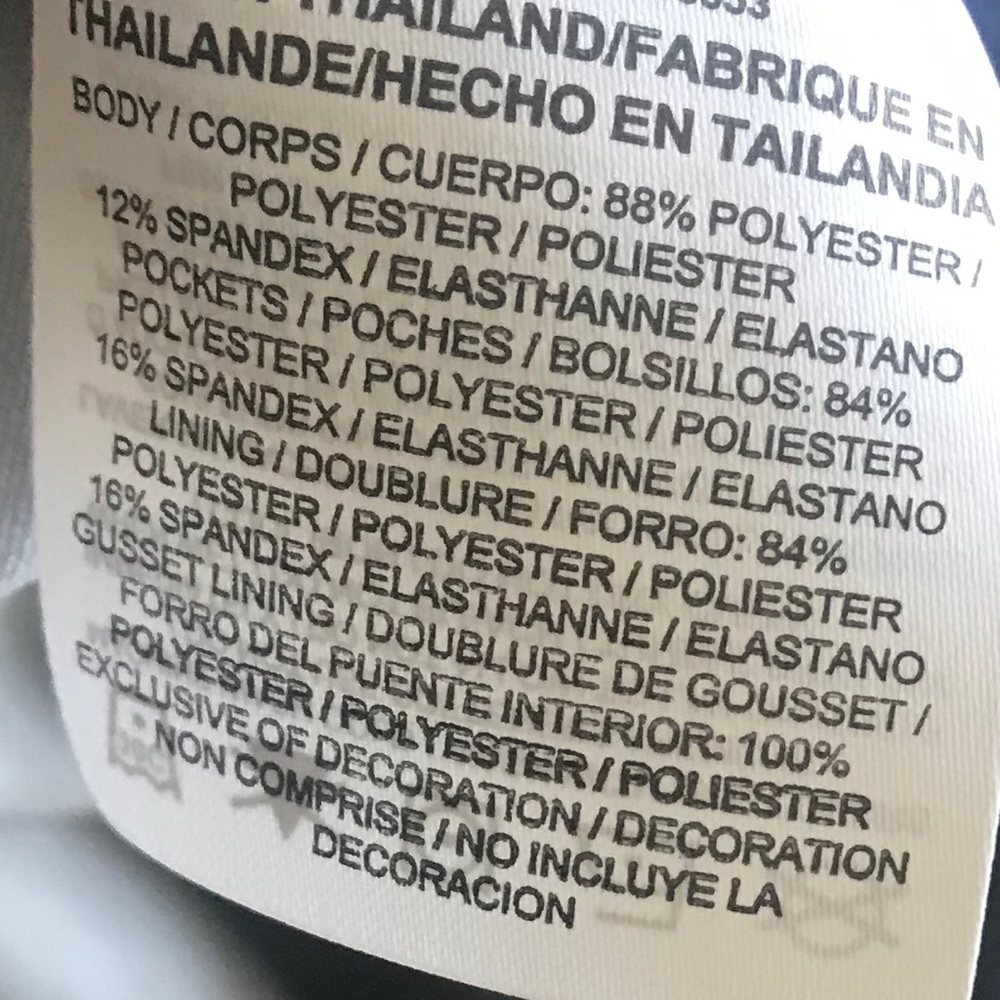 THAILAND/FABRIQUE EN
THAILANDE/HECHO EN TAILANDIA
BODY / CORPS / CUERPO: 88% POLYESTER /
POLYESTER / POLIESTER
12% SPANDEX / ELASTHANNE / ELASTANO
POCKETS / POCHES / BOLSILLOS: 84%
POLYESTER / POLYESTER / POLIESTER
16% SPANDEX / ELASTHANNE / ELASTANO
LINING / DOUBLURE / FORRO: 84%
POLYESTER / POLYESTER / POLIESTER
16% SPANDEX / ELASTHANNE / ELASTANO
GUSSET LINING / DOUBLURE DE GOUSSET /
FORRO DEL PUENTE INTERIOR: 100%
POLYESTER / POLYESTER / POLIESTER
EXCLUSIVE OF DECORATION / DECORATION
NON COMPRISE / NO INCLUYE LA
DECORACION